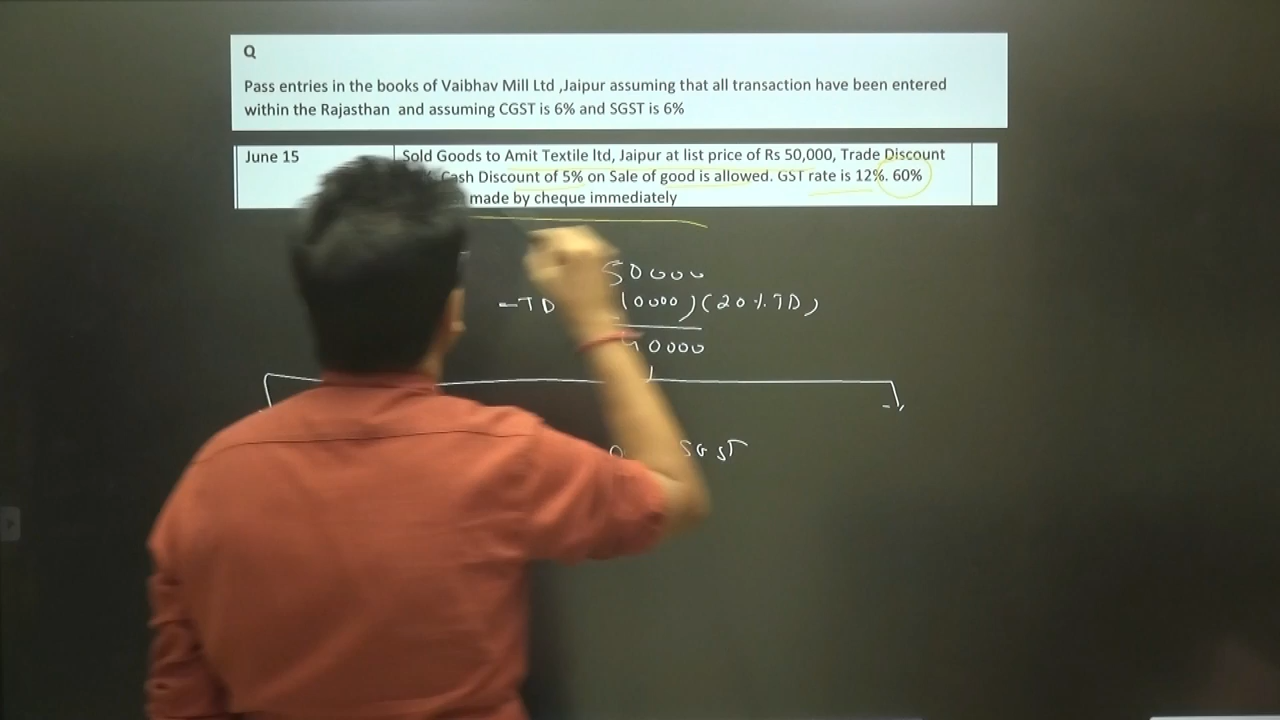 Q
Pass entries in the books of Vaibhav Mill Ltd ,Jaipur assuming that all transaction have been entered
within the Rajasthan and assuming CGST is 6% and SGST is 6%
June 15
Sold Goods to Amit Textile ltd, Jaipur at list price of Rs 50,000, Trade Discount
Cash Discount of 5% on Sale of good is allowed. GST rate is 12%. 60%
made by cheque immediately
50000
-TD 10000) (20%.TD)
40000
SGST